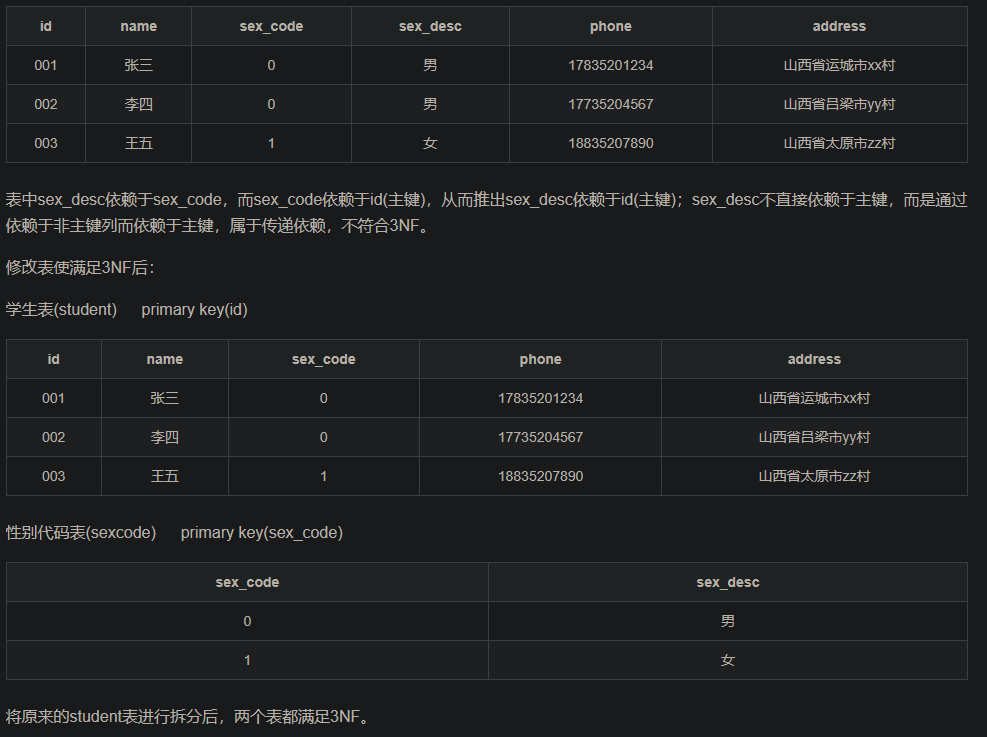 id name sex_code sex_desc phone address
001 张三 0 男 17835201234 山西省运城市xx村
002 李四 0 男 17735204567 山西省吕梁市yy村
003 王五 1 女 18835207890 山西省太原市zz村
表中sex_desc依赖于sex_code，而sex_code依赖于id(主键)，从而推出sex_desc依赖于id(主键)；sex_desc不直接依赖于主键，而是通过
依赖于非主键列而依赖于主键，属于传递依赖，不符合3NF。
修改表使满足3NF后：
学生表(student) primary key(id)
id name sex_code phone address
001 张三 0 17835201234 山西省运城市xx村
002 李四 0 17735204567 山西省吕梁市yy村
003 王五 1 18835207890 山西省太原市zz村
性别代码表(sexcode) primary key(sex_code)
sex_code sex_desc
0 男
1 女
将原来的student表进行拆分后，两个表都满足3NF。